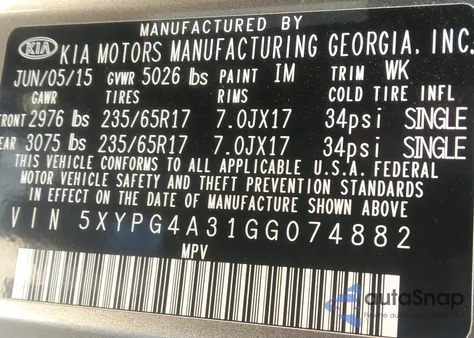 MANUFACTURED BY
KIA KIA MOTORS MANUFACTURING GEORGIA. INC.
JUN/05/15 GVWR 5026 lbs PAINT IM TRIM WK
GAWR TIRES RIMS COLD TIRE INFL
FRONT 2976 lbs 235/65R17 7.0JX17 34psi SINGLE
REAR 3075 lbs 235/65R17 7.0JX17 34psi SINGLE
THIS VEHICLE CONFORMS TO ALL APPLICABLE U.S.A. FEDERAL
MOTOR VEHICLE SAFETY AND THEFT PREVENTION STANDARDS
IN EFFECT ON THE DATE OF MANUFACTURE SHOWN ABOVE.
VIN 5XYPG4A31GG074882
MPV
autoSnap